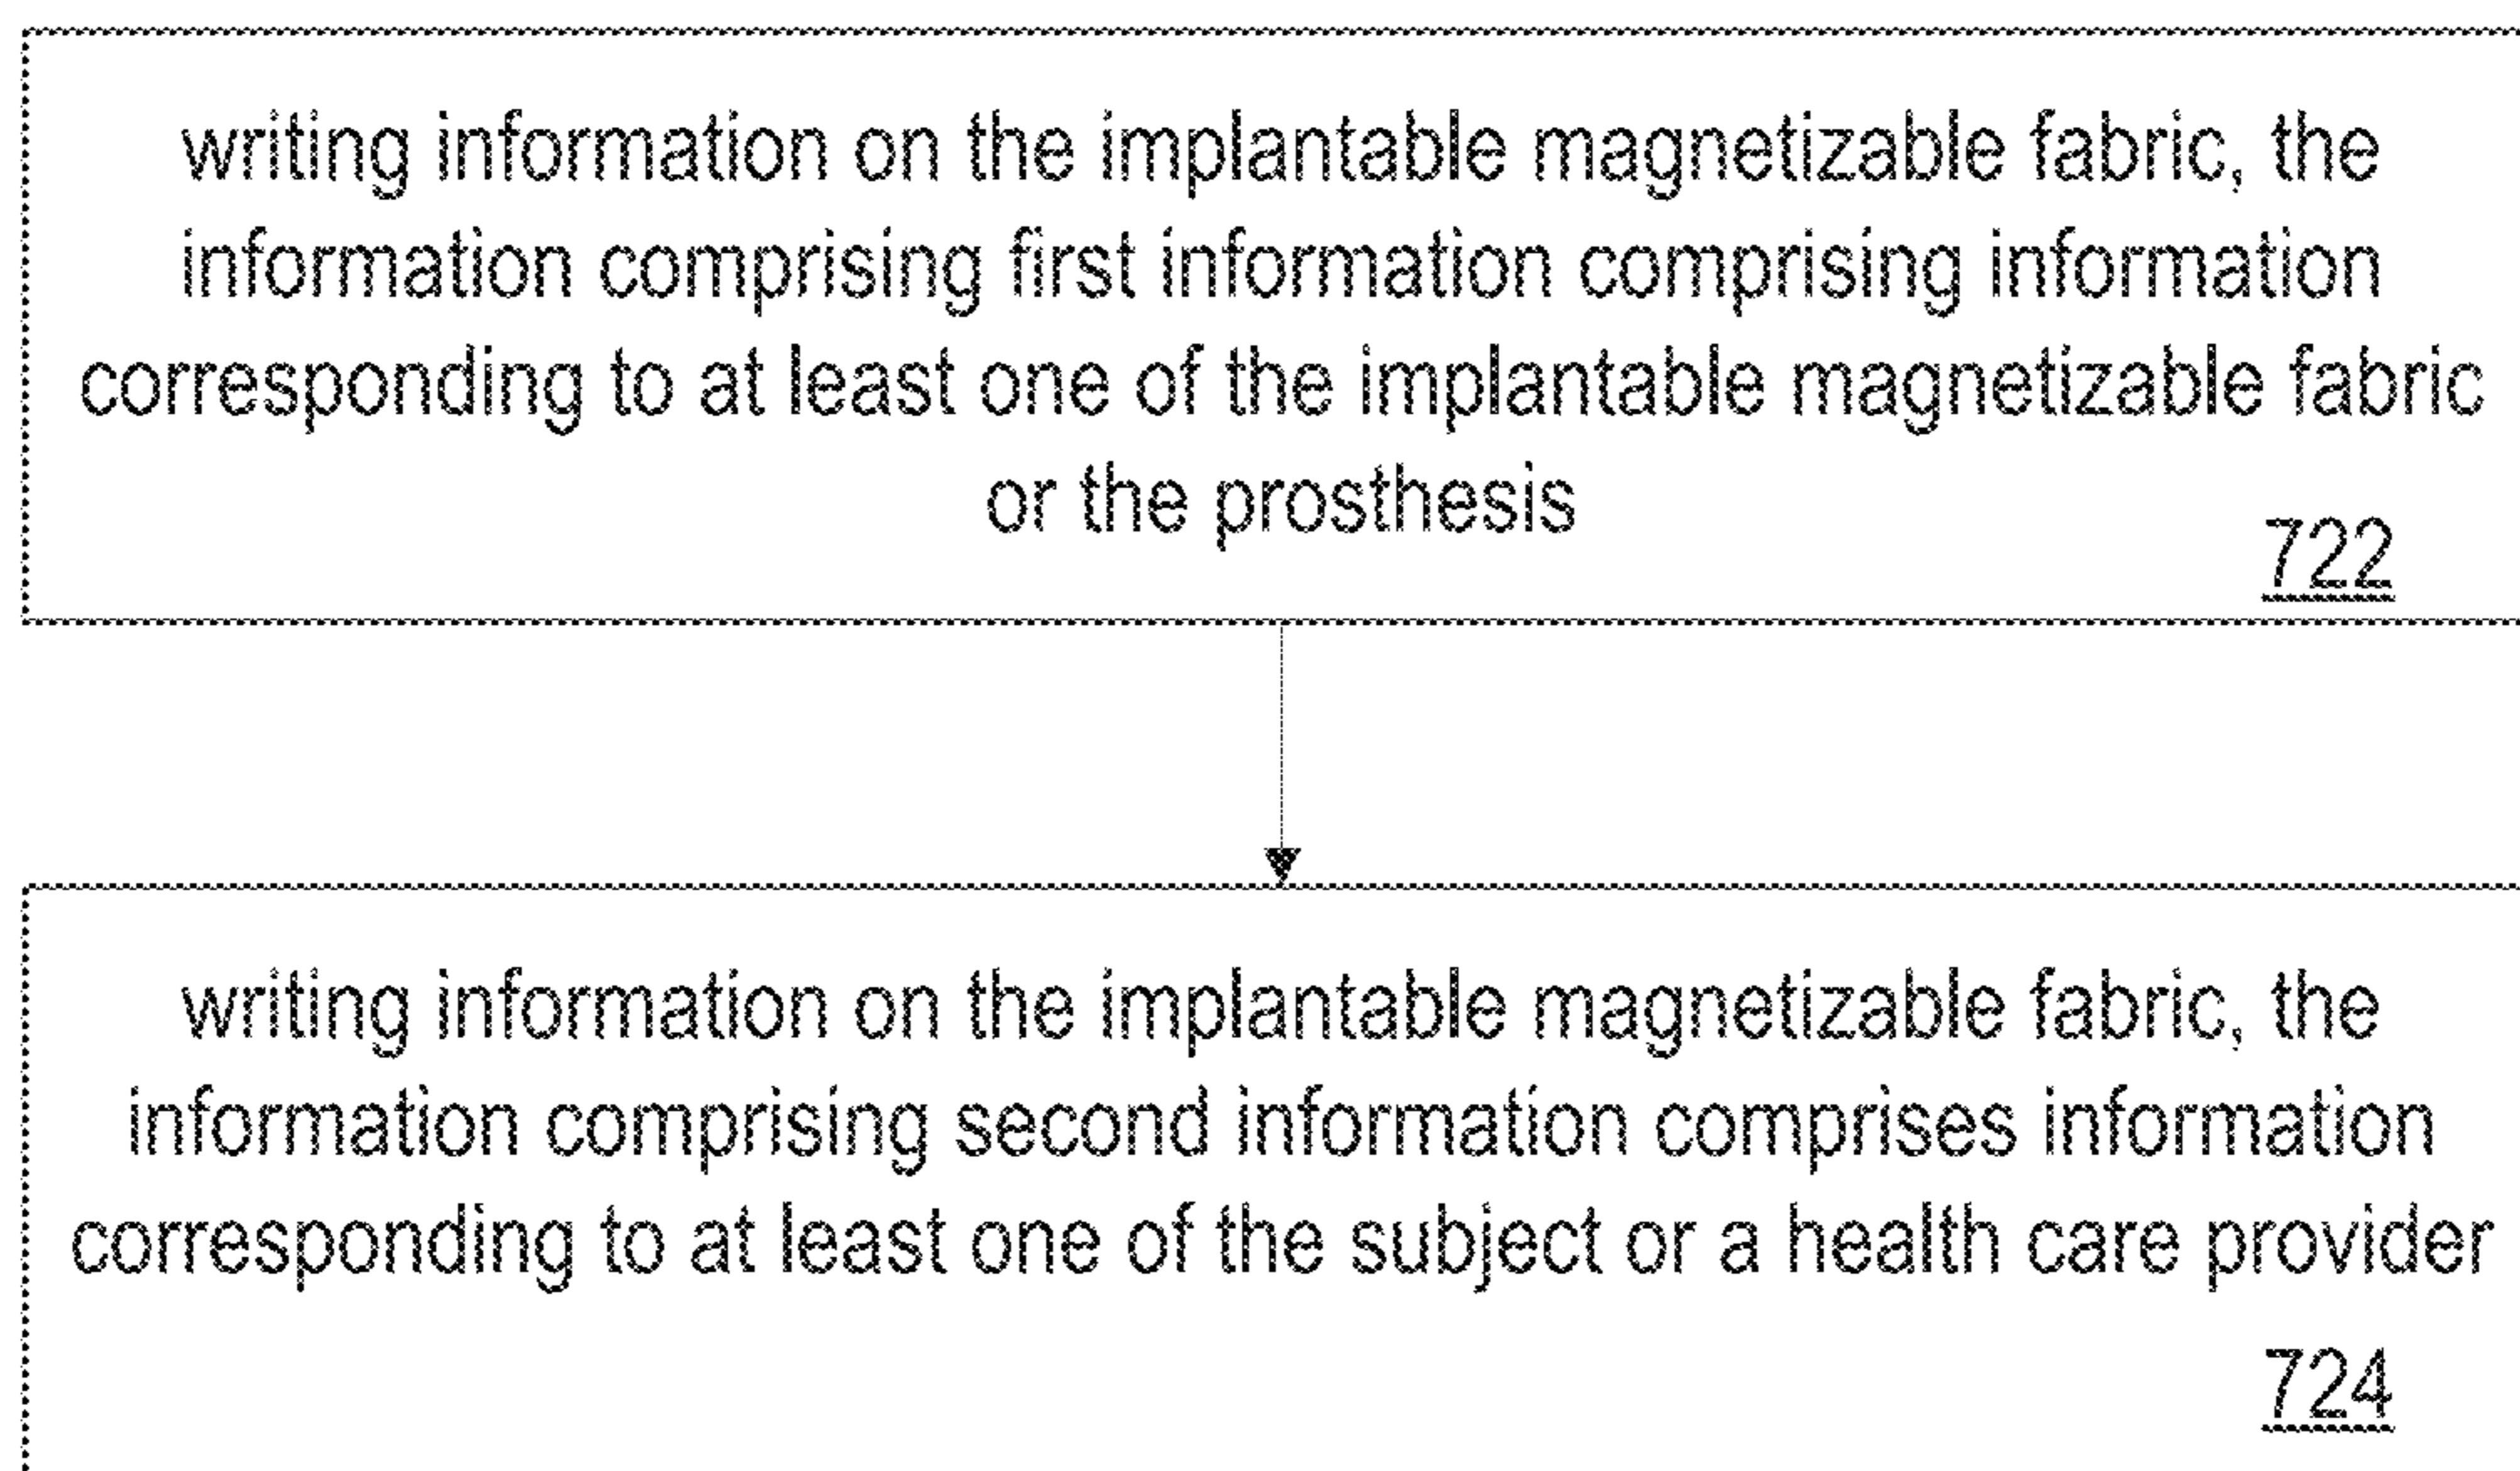 writing information on the implantable magnetizable fabric, the
information comprising first information comprising information
corresponding to at least one of the implantable magnetizable fabric
or the prosthesis
722
writing information on the implantable magnetizable fabric, the
information comprising second information comprises information
corresponding to at least one of the subject or a health care provider
724